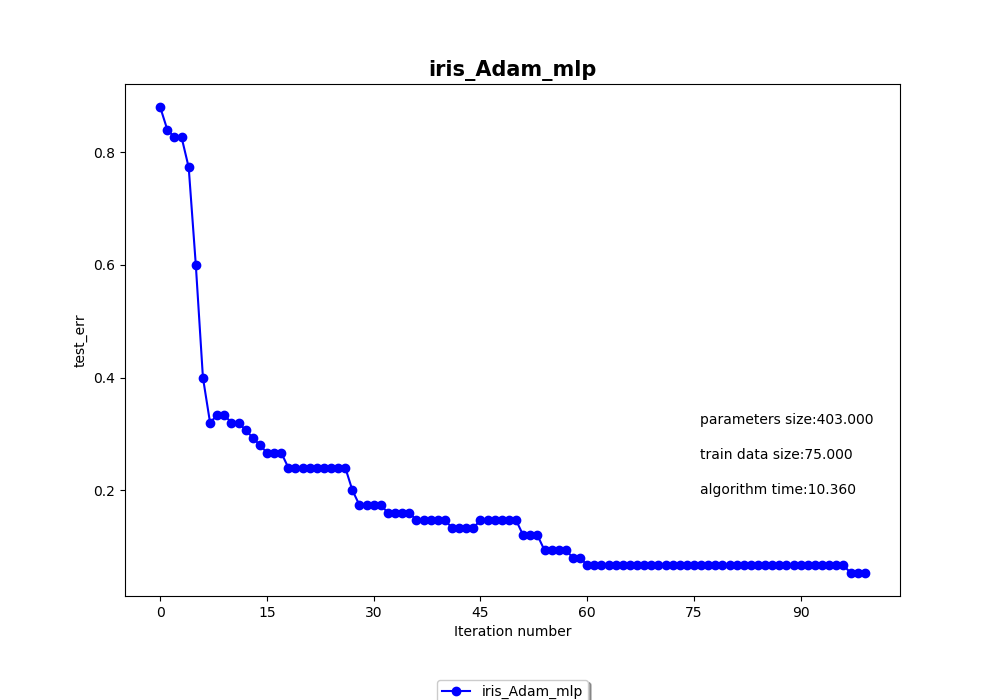 iris_Adam_mlp
0.8
0.6
0.4
0.2
test_err
parameters size:403.000
train data size:75.000
algorithm time:10.360
0 15 30 45 60 75 90
Iteration number
iris_Adam_mlp